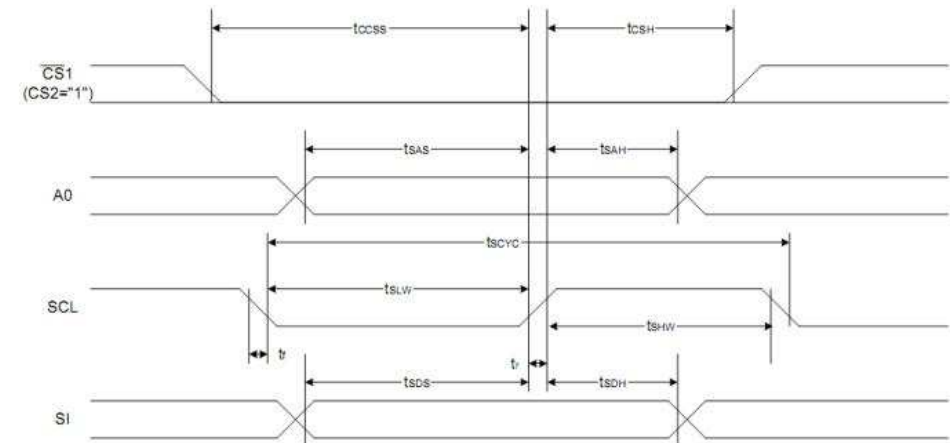 tCCSS
tCSH
CS1
(CS2="1")
tSAS
tSAH
A0
tSCYC
tSLW
SCL
tSHW
tf
tr
tSDS
tSDH
SI